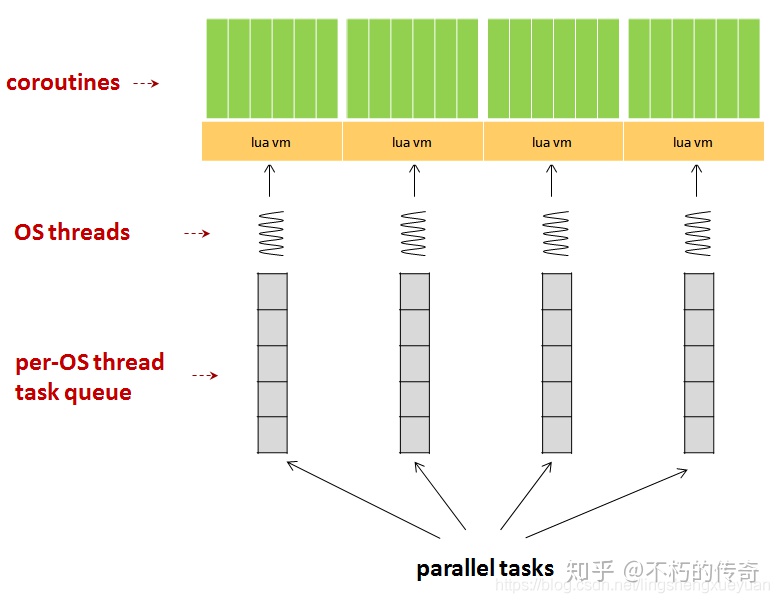 coroutines
lua vm
lua vm
lua vm
lua vm
OS threads
per-OS thread
task queue
parallel tasks
知乎 @不朽的传奇
https://blog.csdn.net/lingshengxueyuan